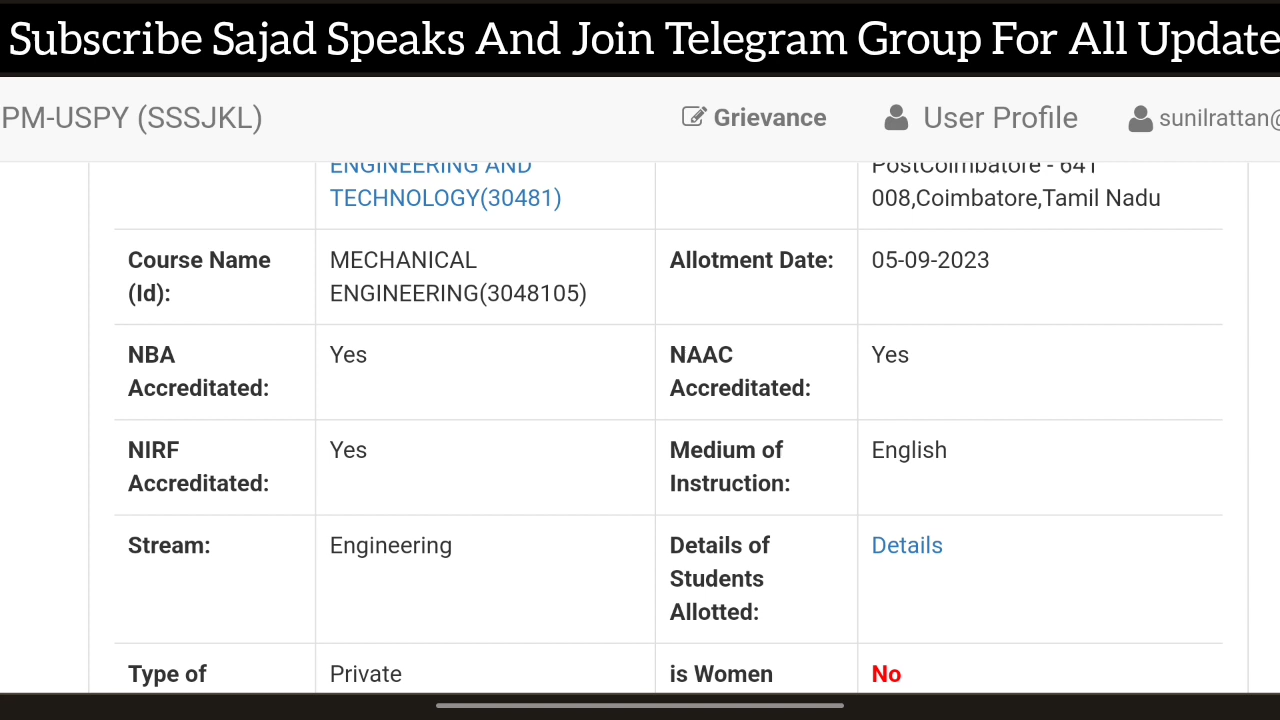 Subscribe Sajad Speaks And Join Telegram Group For All Update
PM-USPY (SSSJKL)
Grievance
User Profile
sunilrattan@
ENGINEERING AND
TECHNOLOGY(30481)
PostCoimbatore - 641
008,Coimbatore,Tamil Nadu
Course Name
(Id):
MECHANICAL
ENGINEERING(3048105)
Allotment Date:
05-09-2023
NBA
Accreditated:
Yes
NAAC
Accreditated:
Yes
NIRF
Accreditated:
Yes
Medium of
Instruction:
English
Stream:
Engineering
Details of
Students
Allotted:
Details
Type of
Private
is Women
No